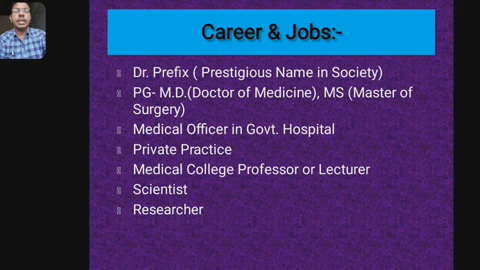 Career & Jobs:-
Dr. Prefix ( Prestigious Name in Society)
PG- M.D.(Doctor of Medicine), MS (Master of
Surgery)
Medical Officer in Govt. Hospital
Private Practice
Medical College Professor or Lecturer
Scientist
Researcher